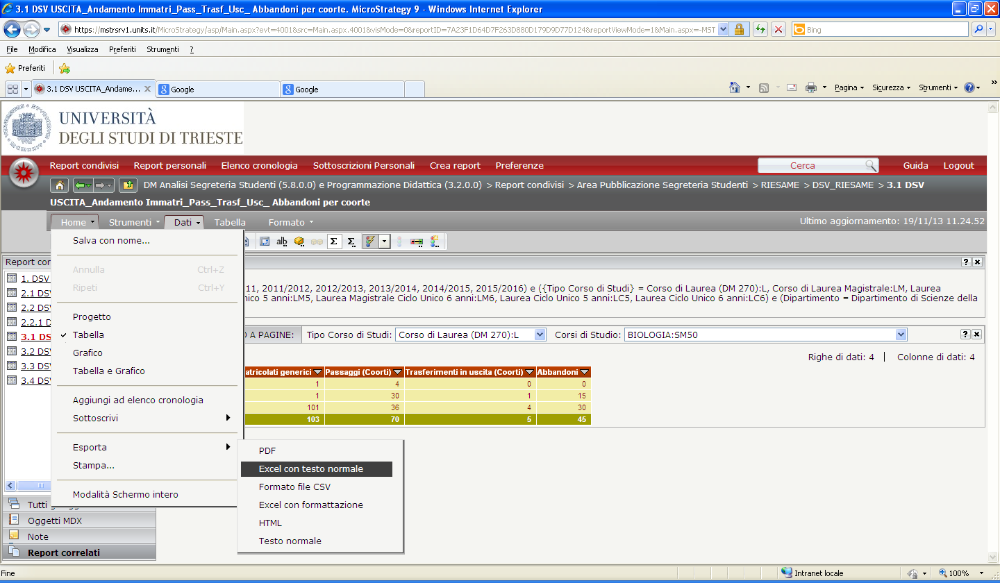 3.1 DSV USCITA_Andamento Immatri_Pass_Trasf_Usc_ Abbandoni per coorte. MicroStrategy 9 - Windows Internet Explorer
https://mstrsrv1.units.it/MicroStrategy/asp/Main.aspx?evt=4001&src=Main.aspx.4001&visMode=0&reportID=7A23F1D64D7F263D880D179D9D77D124&reportViewMode=1&Main.aspx=-MST
Bing
File Modifica Visualizza Preferiti Strumenti ?
Preferiti
3.1 DSV USCITA_Andame... Google Google
Pagina Sicurezza Strumenti
UNIVERSITÀ
DEGLI STUDI DI TRIESTE
Report condivisi Report personali Elenco cronologia Sottoscrizioni Personali Crea report Preferenze Cerca Guida Logout
DM Analisi Segreteria Studenti (5.8.0.0) e Programmazione Didattica (3.2.0.0) > Report condivisi > Area Pubblicazione Segreteria Studenti > RIESAME > DSV_RIESAME > 3.1 DSV
USCITA_Andamento Immatri_Pass_Trasf_Usc_ Abbandoni per coorte
Home Strumenti Dati Tabella Formato Ultimo aggiornamento: 19/11/13 11.24.52
Salva con nome...
Annulla Ctrl+Z
Ripeti Ctrl+Y
Progetto
Tabella
Grafico
Tabella e Grafico
Aggiungi ad elenco cronologia
Sottoscrivi
Esporta
Stampa...
Modalità Schermo intero
PDF
Excel con testo normale
Formato file CSV
Excel con formattazione
HTML
Testo normale
Report cor
1. DSV
2.1 DSV
2.2 DSV
2.2.1 D
3.1 DS
3.2 DSV
3.3 DSV
3.4 DSV
Tutti
Oggetti MDX
Note
Report correlati
11, 2011/2012, 2012/2013, 2013/2014, 2014/2015, 2015/2016) e ({Tipo Corso di Studi} = Corso di Laurea (DM 270):L, Corso di Laurea Magistrale:LM, Laurea
nico 5 anni:LM5, Laurea Magistrale Ciclo Unico 6 anni:LM6, Laurea Ciclo Unico 5 anni:LC5, Laurea Ciclo Unico 6 anni:LC6) e (Dipartimento = Dipartimento di Scienze della
O A PAGINE: Tipo Corso di Studi: Corso di Laurea (DM 270):L Corsi di Studio: BIOLOGIA:SM50
Righe di dati: 4 | Colonne di dati: 4
atricolati generici Passaggi (Coorti) Trasferimenti in uscita (Coorti) Abbandoni
1 4 0 0
1 30 1 15
101 36 4 30
103 70 5 45
Fine Intranet locale 100%